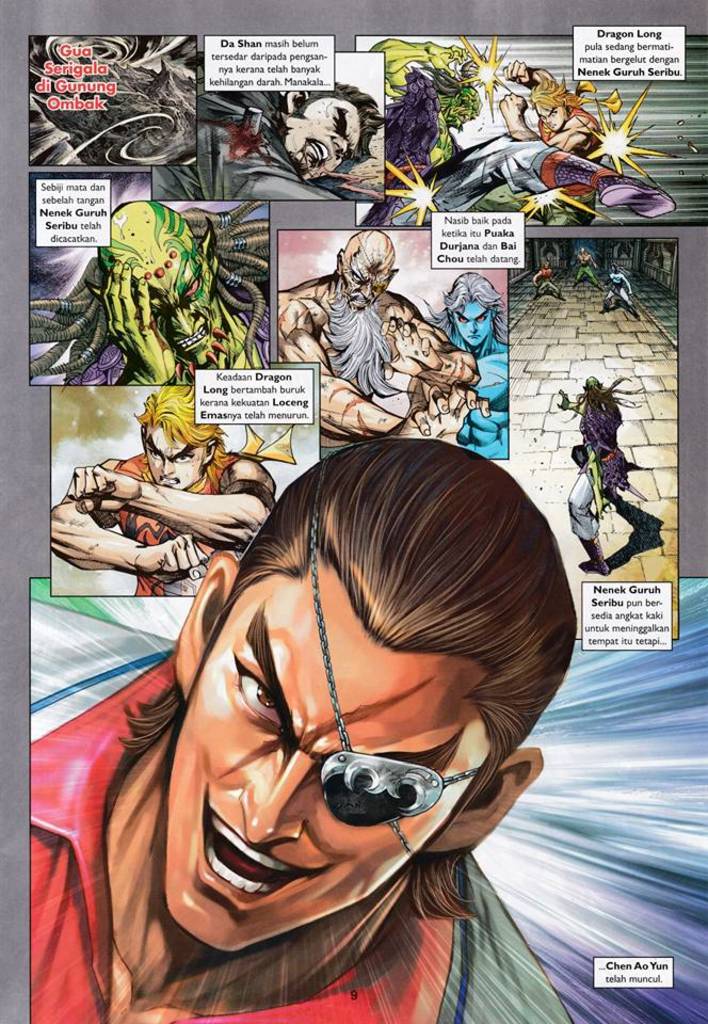 Gua
Serigala
di Gunung
Ombak
Da Shan masih belum
tersedar daripada pengsan-
nya kerana telah banyak
kehilangan darah. Manakala...
Dragon Long
pula sedang bermati-
matian bergelut dengan
Nenek Guruh Seribu.
Sebiji mata dan
sebelah tangan
Nenek Guruh
Seribu telah
dicacatkan.
Nasib baik pada
ketika itu Puaka
Durjana dan Bai
Chou telah datang.
Keadaan Dragon
Long bertambah buruk
kerana kekuatan Loceng
Emasnya telah menurun.
Nenek Guruh
Seribu pun ber-
sedia angkat kaki
untuk meninggalkan
tempat itu tetapi...
...Chen Ao Yun
telah muncul.
9